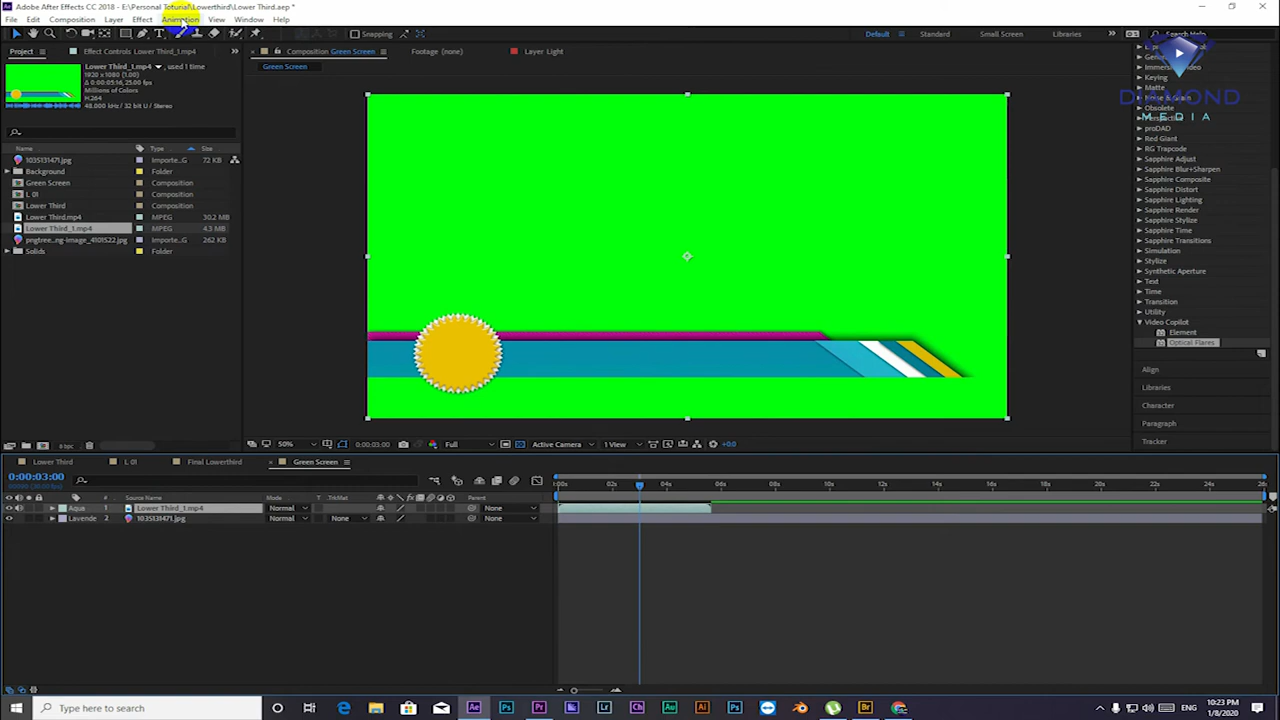 Adobe After Effects CC 2018 - E:\Personal Toturial\Lowerthird\Lower Third.aep *
File Edit Composition Layer Effect Animation View Window Help
Snapping
Default Standard Small Screen Libraries Search Help
Project Effect Controls Lower Third_1.mp4
Composition Green Screen Footage (none) Layer Light
Green Screen
Lower Third_1.mp4 , used 1 time
1920 x 1080 (1.00)
Δ 0:00:05:16, 25.00 fps
Millions of Colors
H.264
48.000 kHz / 32 bit U / Stereo
Name Type Size
1035131471.jpg Importe...G 72 KB
Background Folder
Green Screen Composition
L 01 Composition
Lower Third Composition
Lower Third.mp4 MPEG 30.2 MB
Lower Third_1.mp4 MPEG 4.3 MB
pngtree...ng-image_4101522.jpg Importe...G 262 KB
Solids Folder
8 bpc
Immersive Video
Keying
Matte
Noise & Grain
Obsolete
Perspective
proDAD
Red Giant
RG Trapcode
Sapphire Adjust
Sapphire Blur+Sharpen
Sapphire Composite
Sapphire Distort
Sapphire Lighting
Sapphire Render
Sapphire Stylize
Sapphire Time
Sapphire Transitions
Simulation
Stylize
Synthetic Aperture
Text
Time
Transition
Utility
Video Copilot
Element
Optical Flares
Align
Libraries
Character
Paragraph
Tracker
DIAMOND
MEDIA
50% 0:00:03:00 Full Active Camera 1 View +0.0
Lower Third L 01 Final Lowerthird Green Screen
0:00:03:00
02s 04s 06s 08s 10s 12s 14s 16s 18s 20s 22s 24s 26s
# Source Name Mode T TrkMat Parent
Aqua 1 Lower Third_1.mp4 Normal None
Lavende 2 1035131471.jpg Normal None None
Type here to search
ENG
10:23 PM
1/8/2020